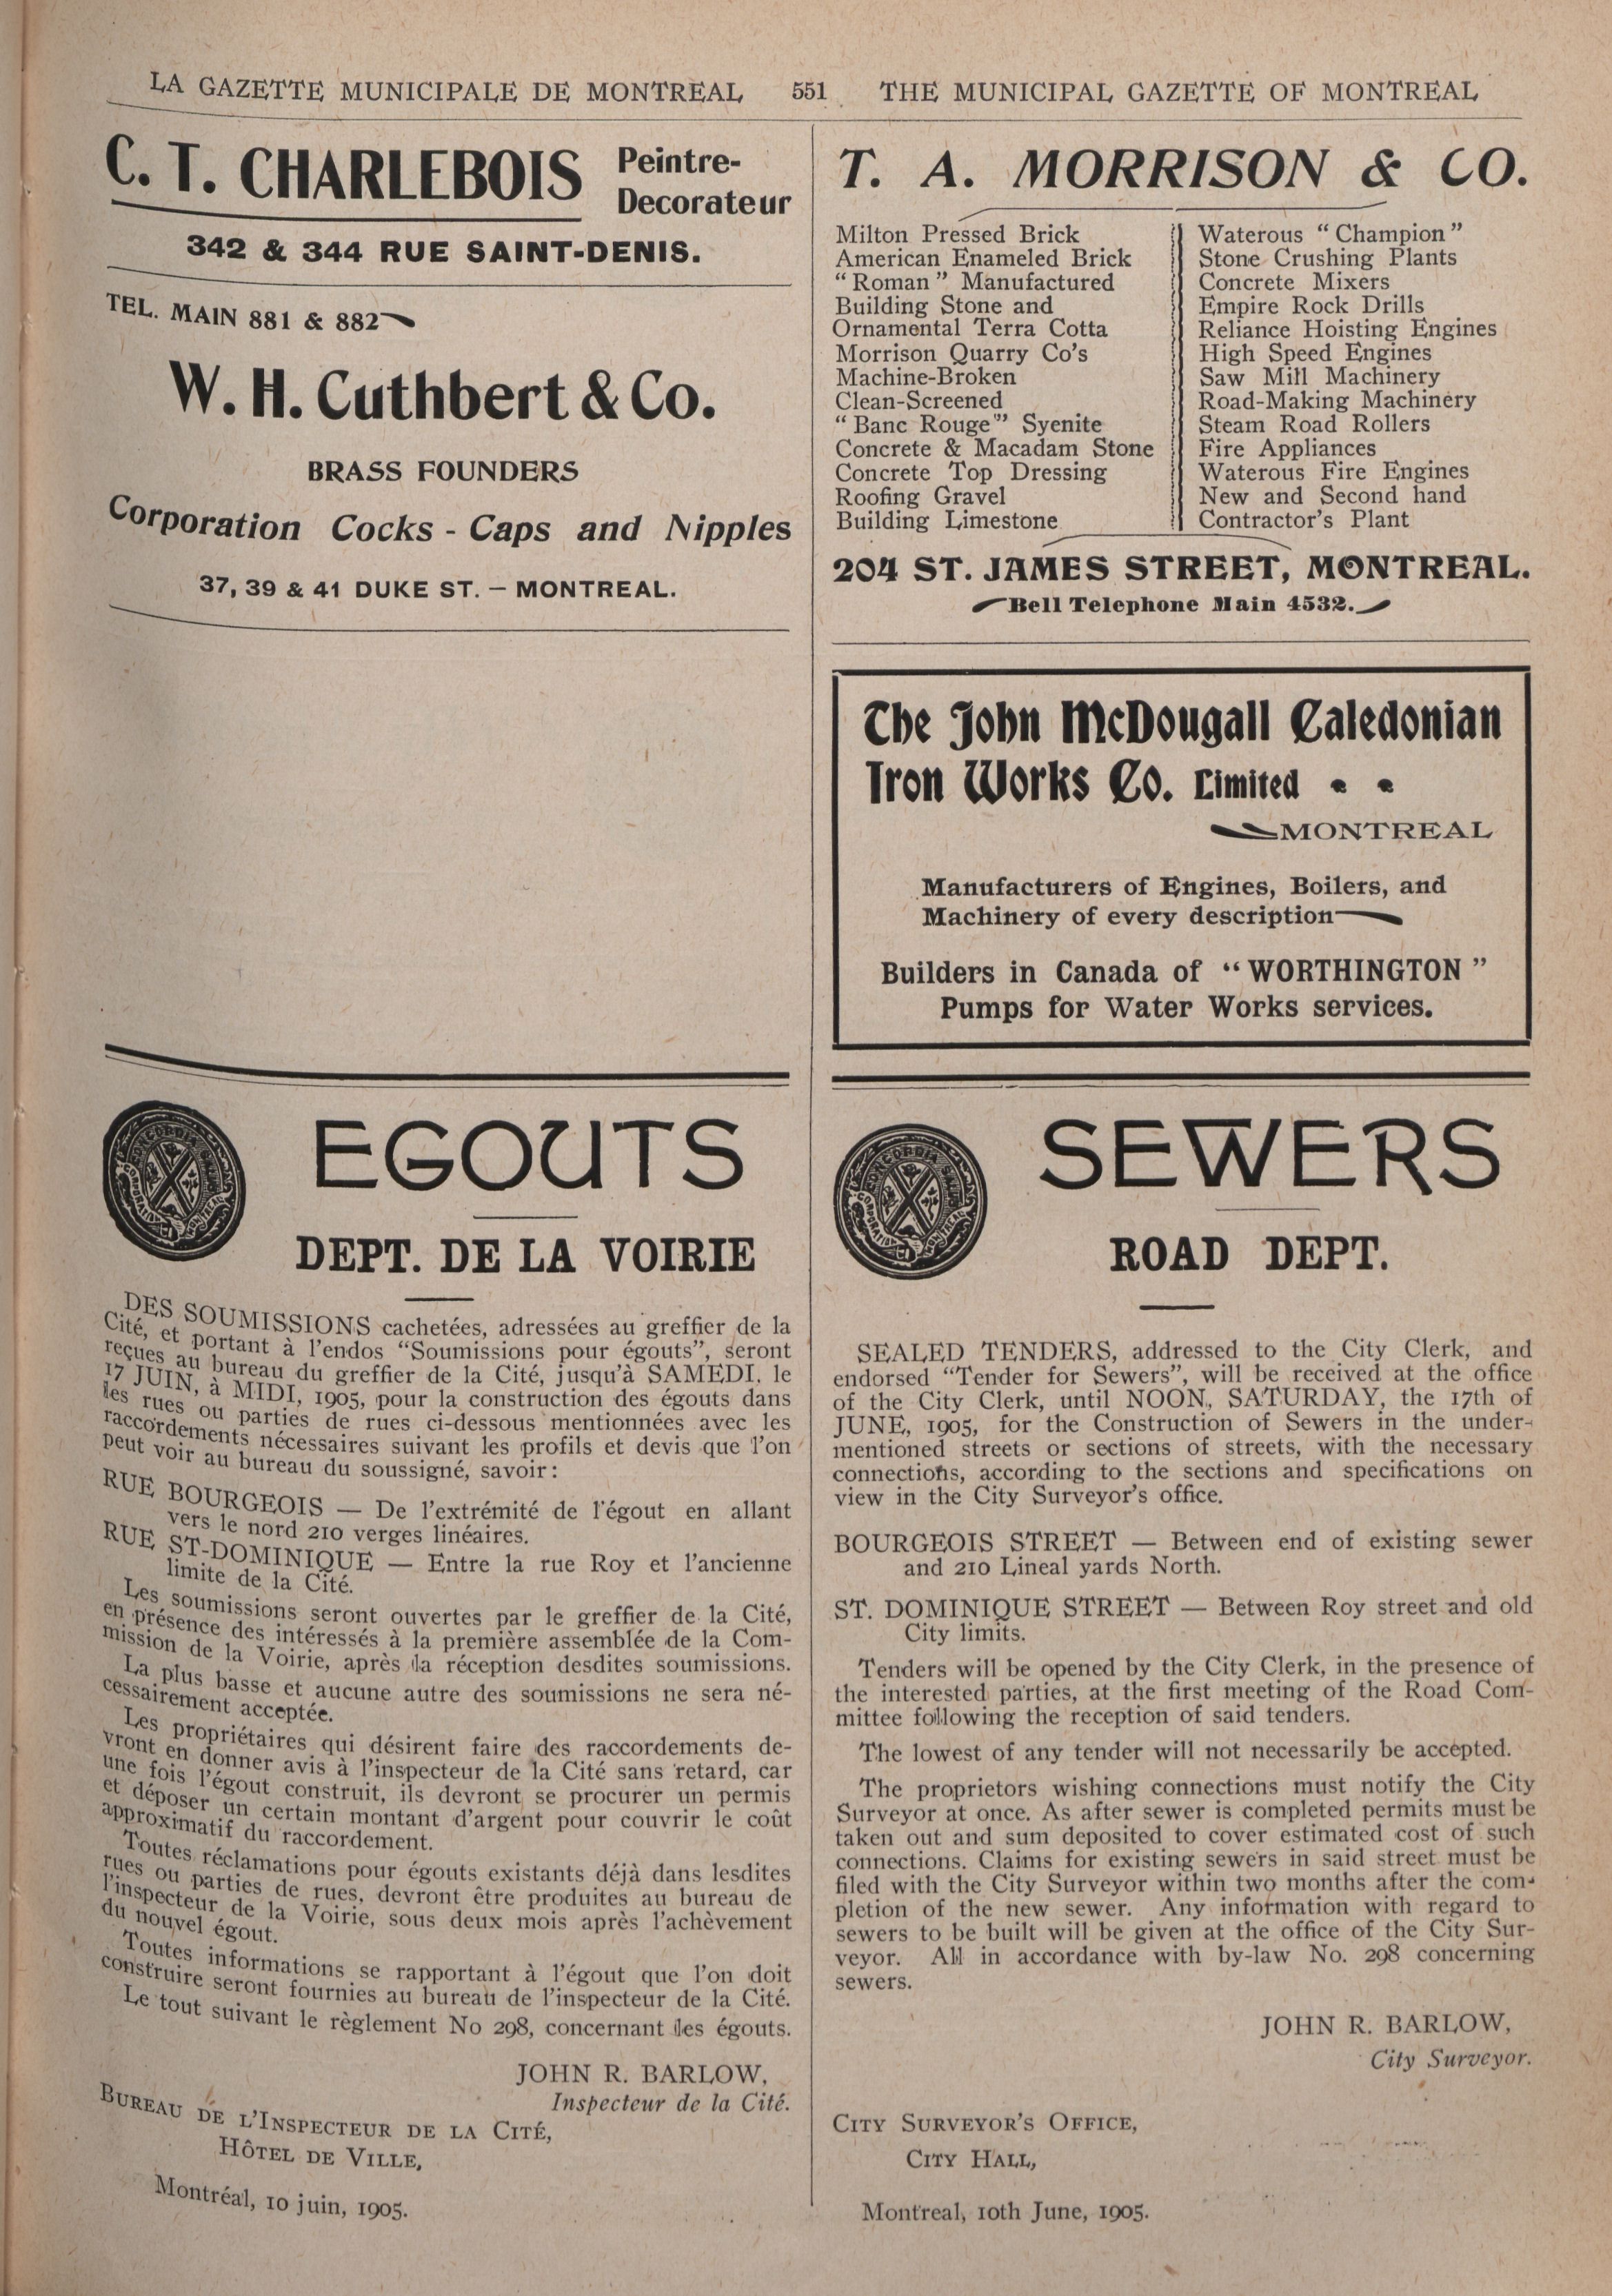 LA GAZETTE MUNICIPALE DE MONTREAL 551 THE MUNICIPAL GAZETTE OF MONTREAL
C. T. CHARLEBOIS Peintre-
Decorateur
342 & 344 RUE SAINT-DENIS.
TEL. MAIN 881 & 882
W. H. Cuthbert & Co.
BRASS FOUNDERS
Corporation Cocks - Caps and Nipples
37, 39 & 41 DUKE ST. — MONTREAL.
EGOUTS
DEPT. DE LA VOIRIE
DES SOUMISSIONS cachetées, adressées au greffier de la
Cité, et portant à l'endos "Soumissions pour égouts", seront
reçues au bureau du greffier de la Cité, jusqu'à SAMEDI, le
17 JUIN, à MIDI, 1905, pour la construction des égouts dans
les rues ou parties de rues ci-dessous mentionnées avec les
raccordements nécessaires suivant les profils et devis que l'on
peut voir au bureau du soussigné, savoir:
RUE BOURGEOIS — De l'extrémité de l'égout en allant
vers le nord 210 verges linéaires.
RUE ST-DOMINIQUE — Entre la rue Roy et l'ancienne
limite de la Cité.
Les soumissions seront ouvertes par le greffier de la Cité,
en présence des intéressés à la première assemblée de la Com-
mission de la Voirie, après la réception desdites soumissions.
La plus basse et aucune autre des soumissions ne sera né-
cessairement acceptée.
Les propriétaires qui désirent faire des raccordements de-
vront en donner avis à l'inspecteur de la Cité sans retard, car
une fois l'égout construit, ils devront se procurer un permis
et déposer un certain montant d'argent pour couvrir le coût
approximatif du raccordement.
Toutes réclamations pour égouts existants déjà dans lesdites
rues ou parties de rues, devront être produites au bureau de
l'inspecteur de la Voirie, sous deux mois après l'achèvement
du nouvel égout.
Toutes informations se rapportant à l'égout que l'on doit
construire seront fournies au bureau de l'inspecteur de la Cité.
Le tout suivant le règlement No 298, concernant les égouts.
JOHN R. BARLOW,
Inspecteur de la Cité.
BUREAU DE L'INSPECTEUR DE LA CITÉ,
HÔTEL DE VILLE,
Montréal, 10 juin, 1905.
T. A. MORRISON & CO.
Milton Pressed Brick
American Enameled Brick
"Roman" Manufactured
Building Stone and
Ornamental Terra Cotta
Morrison Quarry Co's
Machine-Broken
Clean-Screened
"Banc Rouge" Syenite
Concrete & Macadam Stone
Concrete Top Dressing
Roofing Gravel
Building Limestone
Waterous "Champion"
Stone Crushing Plants
Concrete Mixers
Empire Rock Drills
Reliance Hoisting Engines
High Speed Engines
Saw Mill Machinery
Road-Making Machinery
Steam Road Rollers
Fire Appliances
Waterous Fire Engines
New and Second hand
Contractor's Plant
204 ST. JAMES STREET, MONTREAL.
Bell Telephone Main 4532.
The John McDougall Caledonian
Iron Works Co. Limited
MONTREAL
Manufacturers of Engines, Boilers, and
Machinery of every description
Builders in Canada of "WORTHINGTON"
Pumps for Water Works services.
SEWERS
ROAD DEPT.
SEALED TENDERS, addressed to the City Clerk, and
endorsed "Tender for Sewers", will be received at the office
of the City Clerk, until NOON, SATURDAY, the 17th of
JUNE, 1905, for the Construction of Sewers in the under-
mentioned streets or sections of streets, with the necessary
connections, according to the sections and specifications on
view in the City Surveyor's office.
BOURGEOIS STREET — Between end of existing sewer
and 210 Lineal yards North.
ST. DOMINIQUE STREET — Between Roy street and old
City limits.
Tenders will be opened by the City Clerk, in the presence of
the interested parties, at the first meeting of the Road Com-
mittee following the reception of said tenders.
The lowest of any tender will not necessarily be accepted.
The proprietors wishing connections must notify the City
Surveyor at once. As after sewer is completed permits must be
taken out and sum deposited to cover estimated cost of such
connections. Claims for existing sewers in said street must be
filed with the City Surveyor within two months after the com-
pletion of the new sewer. Any information with regard to
sewers to be built will be given at the office of the City Sur-
veyor. All in accordance with by-law No. 298 concerning
sewers.
JOHN R. BARLOW,
City Surveyor.
CITY SURVEYOR'S OFFICE,
CITY HALL,
Montreal, 10th June, 1905.